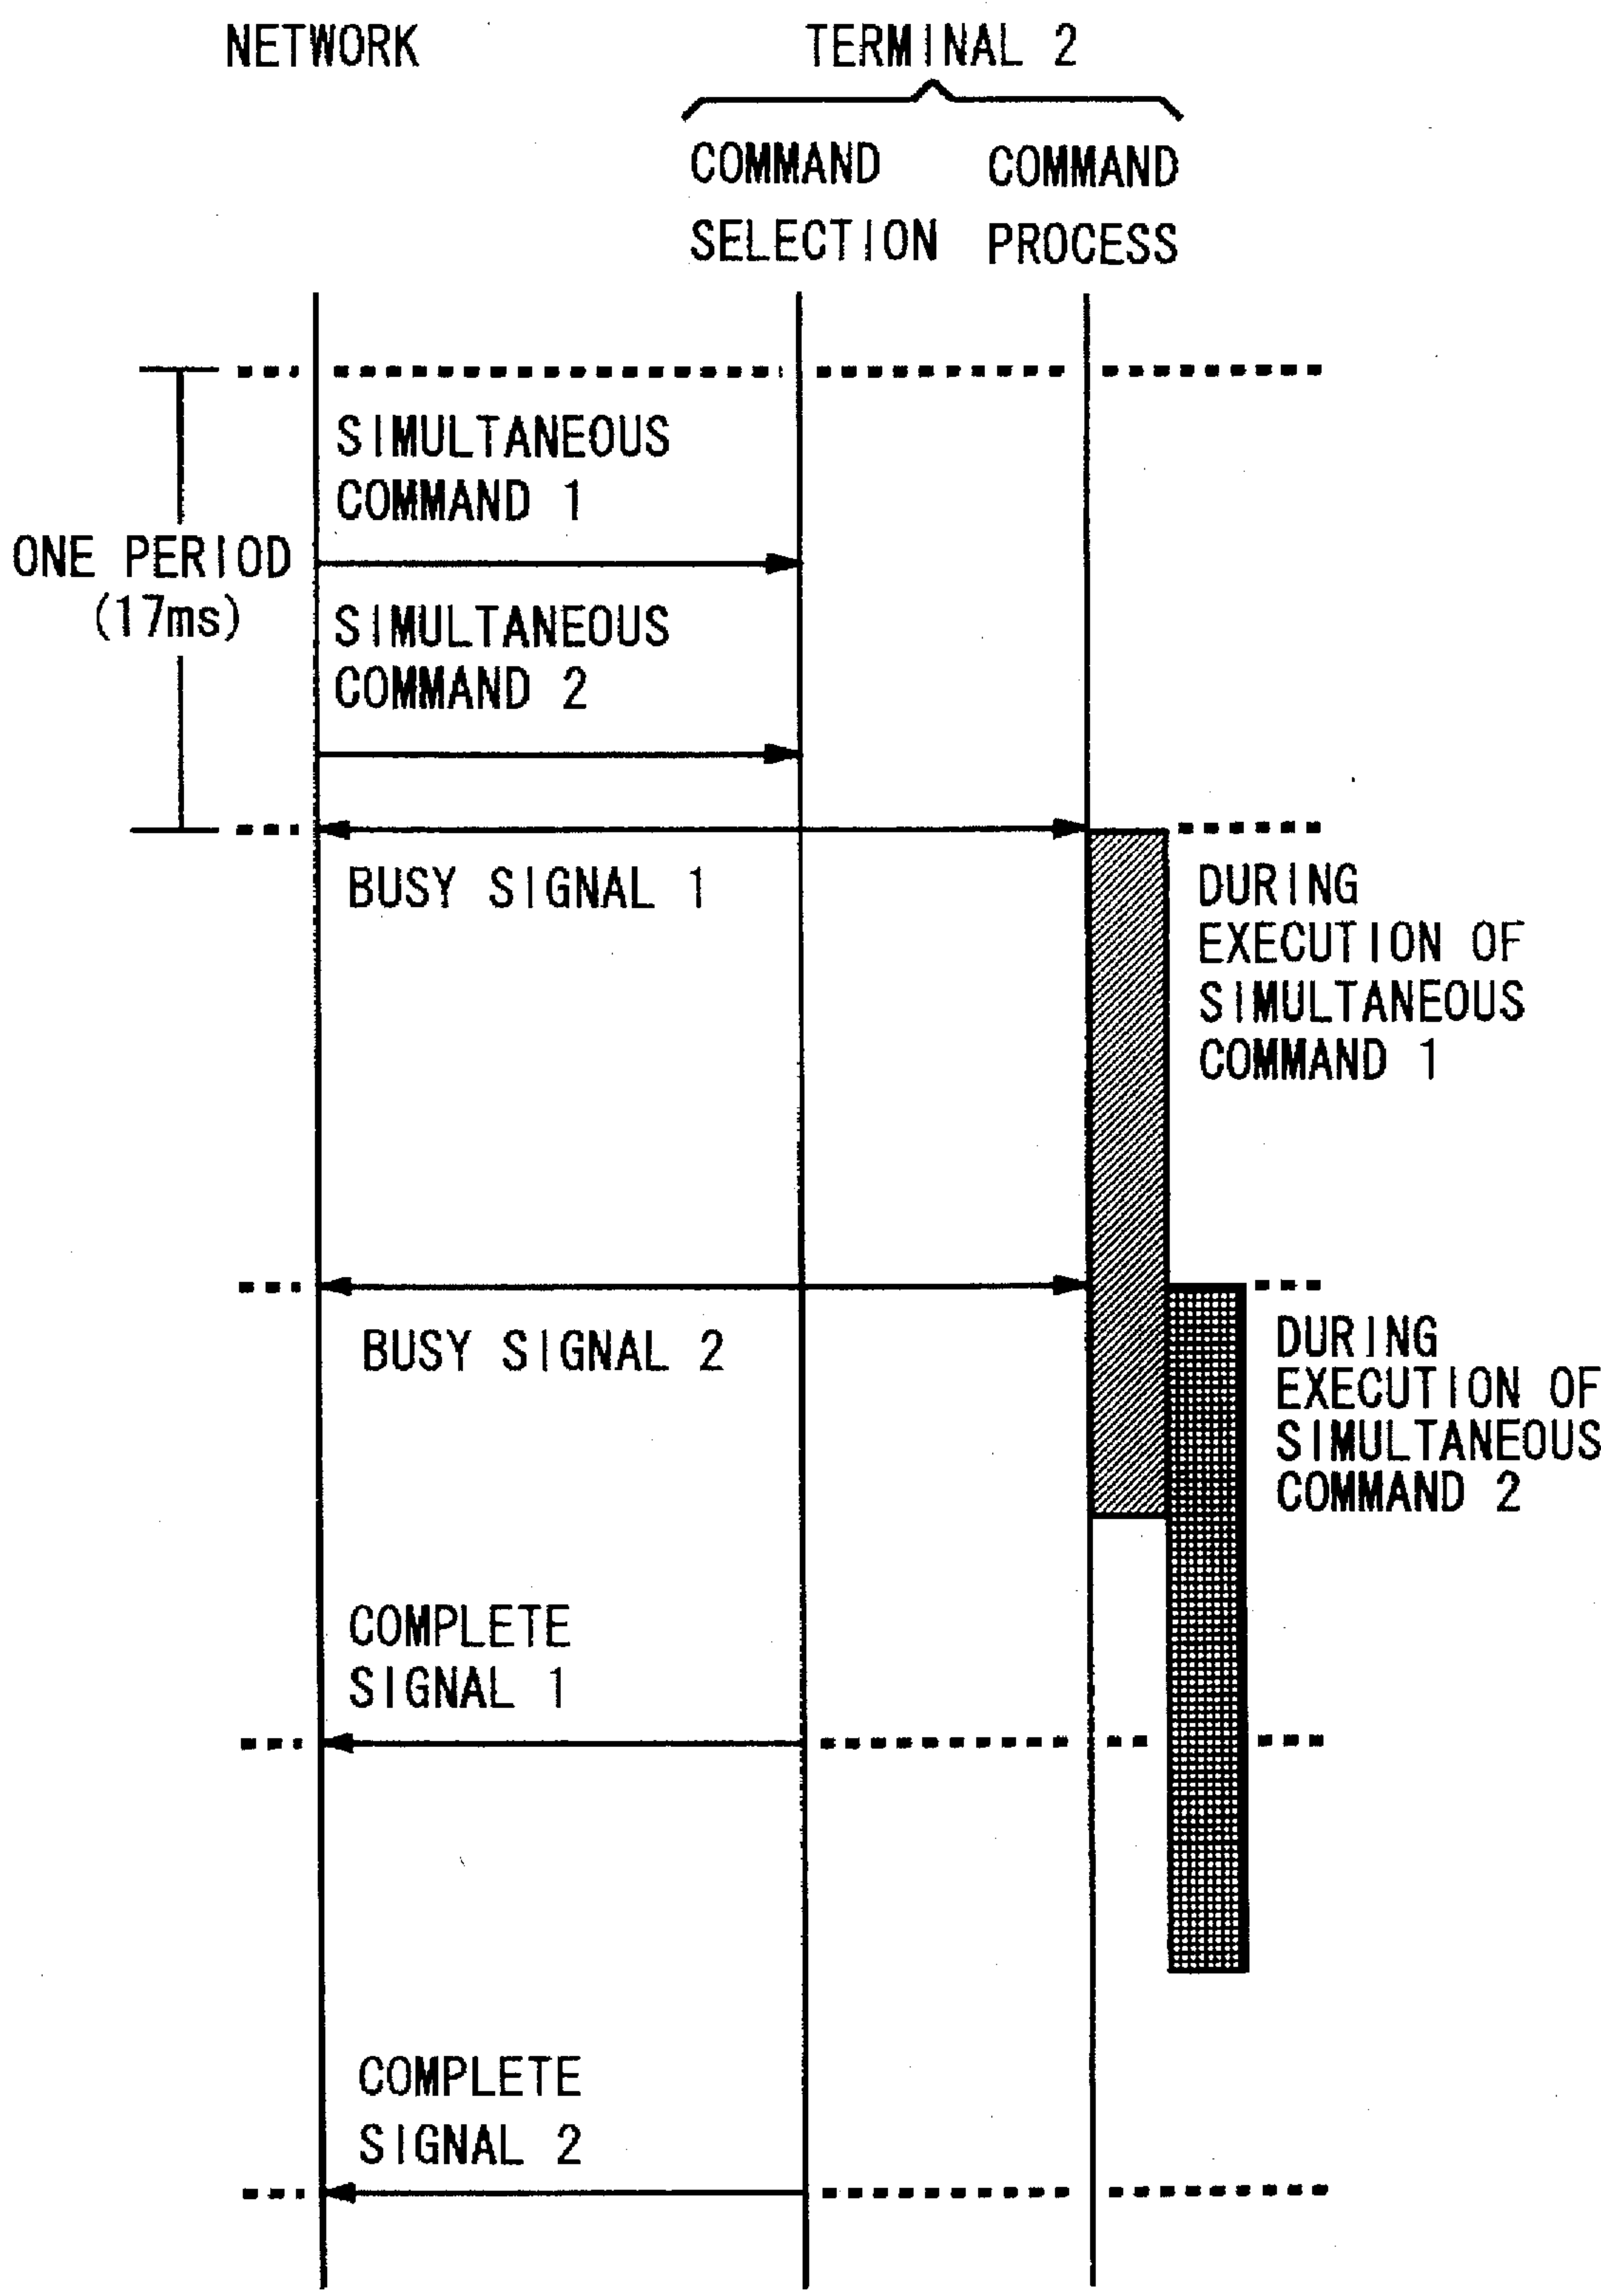 NETWORK
TERMINAL 2
COMMAND
SELECTION
COMMAND
PROCESS
SIMULTANEOUS
COMMAND 1
ONE PERIOD
(17ms)
SIMULTANEOUS
COMMAND 2
BUSY SIGNAL 1
DURING
EXECUTION OF
SIMULTANEOUS
COMMAND 1
BUSY SIGNAL 2
DURING
EXECUTION OF
SIMULTANEOUS
COMMAND 2
COMPLETE
SIGNAL 1
COMPLETE
SIGNAL 2